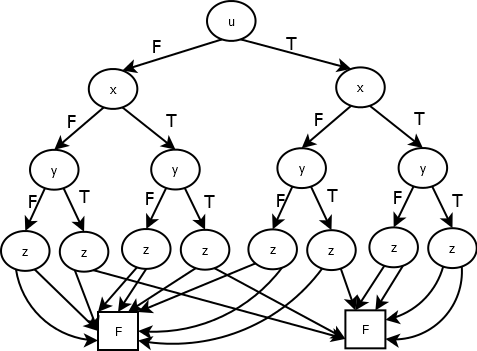 u
F T
x x
F T F T
y y y y
F T F T F T F T
z z z z z z z z
F F